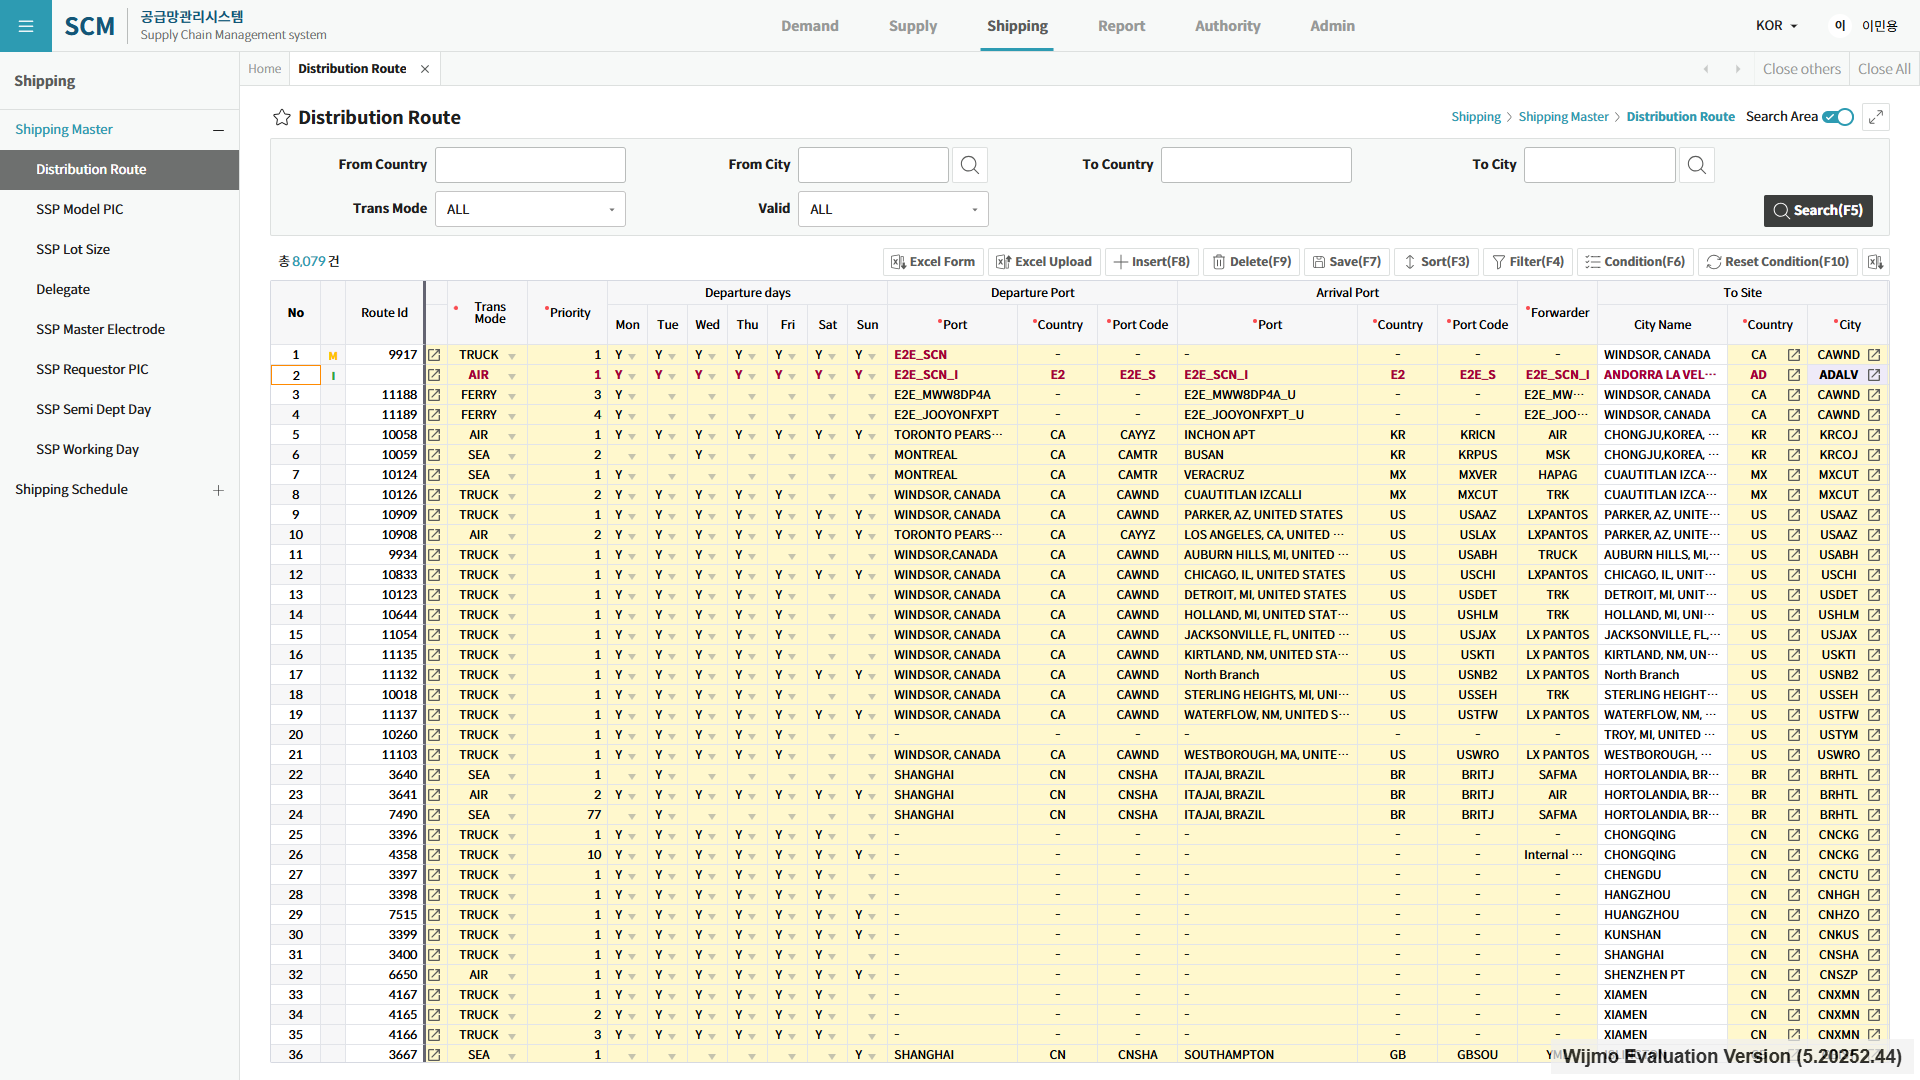 SCM
공급망관리시스템
Supply Chain Management system
Demand Supply Shipping Report Authority Admin
KOR 이 이민용
Shipping
Home Distribution Route
Close others Close All
Shipping Master
Distribution Route
SSP Model PIC
SSP Lot Size
Delegate
SSP Master Electrode
SSP Requestor PIC
SSP Semi Dept Day
SSP Working Day
Shipping Schedule
Distribution Route
Shipping > Shipping Master > Distribution Route Search Area
From Country From City To Country To City
Trans Mode ALL Valid ALL Search(F5)
총 8,079 건
Excel Form Excel Upload Insert(F8) Delete(F9) Save(F7) Sort(F3) Filter(F4) Condition(F6) Reset Condition(F10)
No Route Id * Trans Mode *Priority Departure days Departure Port Arrival Port *Forwarder To Site
Mon Tue Wed Thu Fri Sat Sun *Port *Country *Port Code *Port *Country *Port Code City Name *Country *City
1 M 9917 TRUCK 1 Y Y Y Y Y Y Y E2E_SCN - - - - - - WINDSOR, CANADA CA CAWND
2 I AIR 1 Y Y Y Y Y Y Y E2E_SCN_I E2 E2E_S E2E_SCN_I E2 E2E_S E2E_SCN_I ANDORRA LA VEL··· AD ADALV
3 11188 FERRY 3 Y E2E_MWW8DP4A - - E2E_MWW8DP4A_U - - E2E_MW··· WINDSOR, CANADA CA CAWND
4 11189 FERRY 4 Y E2E_JOOYONFXPT - - E2E_JOOYONFXPT_U - - E2E_JOO··· WINDSOR, CANADA CA CAWND
5 10058 AIR 1 Y Y Y Y Y Y Y TORONTO PEARS··· CA CAYYZ INCHON APT KR KRICN AIR CHONGJU,KOREA, ··· KR KRCOJ
6 10059 SEA 2 Y MONTREAL CA CAMTR BUSAN KR KRPUS MSK CHONGJU,KOREA, ··· KR KRCOJ
7 10124 SEA 1 Y MONTREAL CA CAMTR VERACRUZ MX MXVER HAPAG CUAUTITLAN IZCA··· MX MXCUT
8 10126 TRUCK 2 Y Y Y Y Y WINDSOR, CANADA CA CAWND CUAUTITLAN IZCALLI MX MXCUT TRK CUAUTITLAN IZCA··· MX MXCUT
9 10909 TRUCK 1 Y Y Y Y Y Y Y WINDSOR, CANADA CA CAWND PARKER, AZ, UNITED STATES US USAAZ LXPANTOS PARKER, AZ, UNITE··· US USAAZ
10 10908 AIR 2 Y Y Y Y Y Y Y TORONTO PEARS··· CA CAYYZ LOS ANGELES, CA, UNITED ··· US USLAX LXPANTOS PARKER, AZ, UNITE··· US USAAZ
11 9934 TRUCK 1 Y Y Y Y WINDSOR,CANADA CA CAWND AUBURN HILLS, MI, UNITED ··· US USABH TRUCK AUBURN HILLS, MI,··· US USABH
12 10833 TRUCK 1 Y Y Y Y Y Y Y WINDSOR, CANADA CA CAWND CHICAGO, IL, UNITED STATES US USCHI LXPANTOS CHICAGO, IL, UNIT··· US USCHI
13 10123 TRUCK 1 Y Y Y Y Y WINDSOR, CANADA CA CAWND DETROIT, MI, UNITED STATES US USDET TRK DETROIT, MI, UNIT··· US USDET
14 10644 TRUCK 1 Y Y Y Y Y WINDSOR, CANADA CA CAWND HOLLAND, MI, UNITED STAT··· US USHLM TRK HOLLAND, MI, UNI··· US USHLM
15 11054 TRUCK 1 Y Y Y Y Y WINDSOR, CANADA CA CAWND JACKSONVILLE, FL, UNITED ··· US USJAX LX PANTOS JACKSONVILLE, FL,··· US USJAX
16 11135 TRUCK 1 Y Y Y Y Y WINDSOR, CANADA CA CAWND KIRTLAND, NM, UNITED STA··· US USKTI LX PANTOS KIRTLAND, NM, UN··· US USKTI
17 11132 TRUCK 1 Y Y Y Y Y Y Y WINDSOR, CANADA CA CAWND North Branch US USNB2 LX PANTOS North Branch US USNB2
18 10018 TRUCK 1 Y Y Y Y Y WINDSOR, CANADA CA CAWND STERLING HEIGHTS, MI, UNI··· US USSEH TRK STERLING HEIGHT··· US USSEH
19 11137 TRUCK 1 Y Y Y Y Y Y Y WINDSOR, CANADA CA CAWND WATERFLOW, NM, UNITED S··· US USTFW LX PANTOS WATERFLOW, NM, ··· US USTFW
20 10260 TRUCK 1 Y Y Y Y Y - - - - - - - TROY, MI, UNITED ··· US USTYM
21 11103 TRUCK 1 Y Y Y Y Y WINDSOR, CANADA CA CAWND WESTBOROUGH, MA, UNITE··· US USWRO LX PANTOS WESTBOROUGH, ··· US USWRO
22 3640 SEA 1 Y SHANGHAI CN CNSHA ITAJAI, BRAZIL BR BRITJ SAFMA HORTOLANDIA, BR··· BR BRHTL
23 3641 AIR 2 Y Y Y Y Y Y Y SHANGHAI CN CNSHA ITAJAI, BRAZIL BR BRITJ AIR HORTOLANDIA, BR··· BR BRHTL
24 7490 SEA 77 Y SHANGHAI CN CNSHA ITAJAI, BRAZIL BR BRITJ SAFMA HORTOLANDIA, BR··· BR BRHTL
25 3396 TRUCK 1 Y Y Y Y Y Y - - - - - - - CHONGQING CN CNCKG
26 4358 TRUCK 10 Y Y Y Y Y Y Y - - - - - - Internal ··· CHONGQING CN CNCKG
27 3397 TRUCK 1 Y Y Y Y Y Y - - - - - - - CHENGDU CN CNCTU
28 3398 TRUCK 1 Y Y Y Y Y Y - - - - - - - HANGZHOU CN CNHGH
29 7515 TRUCK 1 Y Y Y Y Y Y Y - - - - - - - HUANGZHOU CN CNHZO
30 3399 TRUCK 1 Y Y Y Y Y Y Y - - - - - - - KUNSHAN CN CNKUS
31 3400 TRUCK 1 Y Y Y Y Y Y - - - - - - - SHANGHAI CN CNSHA
32 6650 AIR 1 Y Y Y Y Y Y Y - - - - - - - SHENZHEN PT CN CNSZP
33 4167 TRUCK 1 Y Y Y Y Y Y - - - - - - - XIAMEN CN CNXMN
34 4165 TRUCK 2 Y Y Y Y Y Y - - - - - - - XIAMEN CN CNXMN
35 4166 TRUCK 3 Y Y Y Y Y Y - - - - - - - XIAMEN CN CNXMN
36 3667 SEA 1 Y SHANGHAI CN CNSHA SOUTHAMPTON GB GBSOU
Wijmo Evaluation Version (5.20252.44)